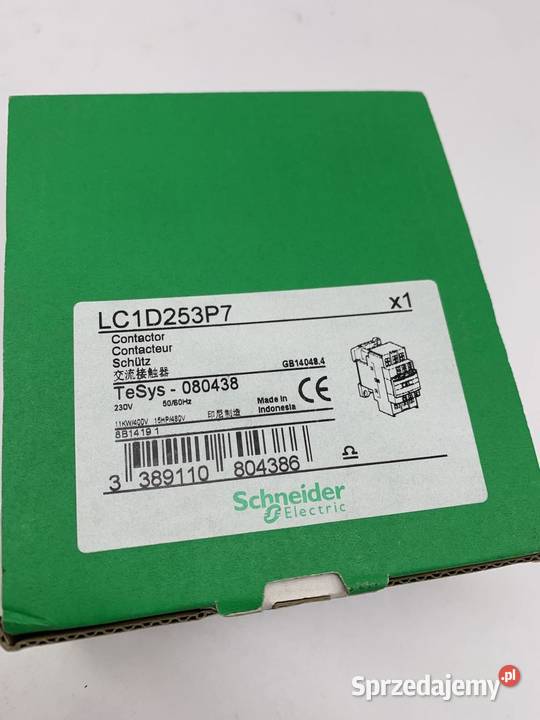 LC1D253P7 x1
Contactor
Contacteur
Schütz
交流接触器 GB14048.4
TeSys - 080438
230V 50/60Hz Made in
Indonesia
11KW/400V 15HP/480V 印尼制造
8B1419 1
3 389110 804386
Schneider
Electric
Sprzedajemy.pl